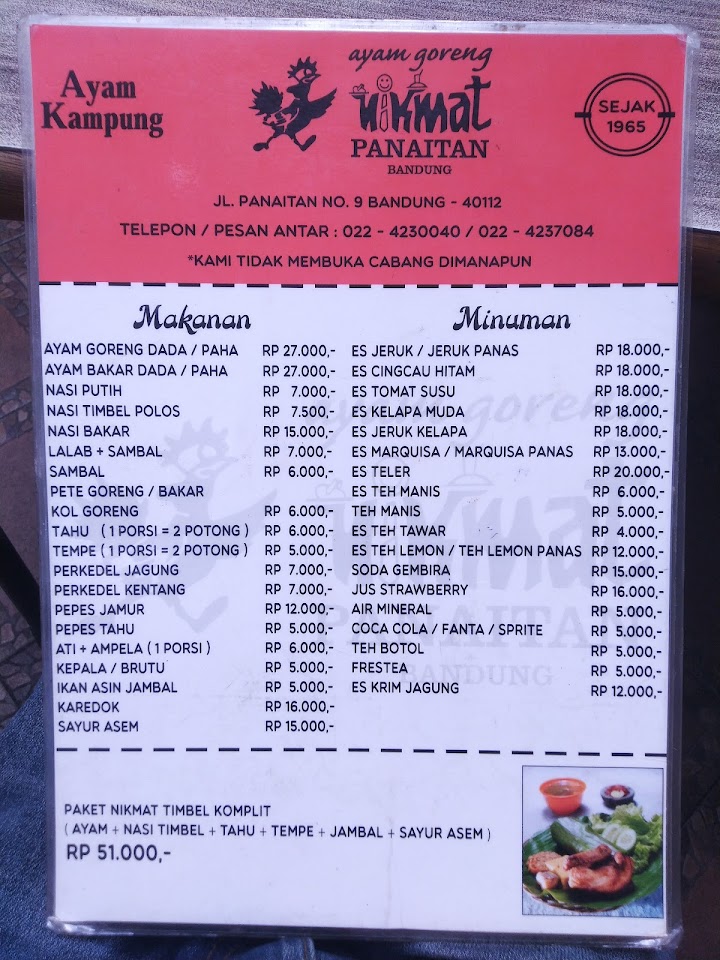 Ayam
Kampung
ayam goreng
nikmat
PANAITAN
BANDUNG
SEJAK
1965
JL. PANAITAN NO. 9 BANDUNG - 40112
TELEPON / PESAN ANTAR : 022 - 4230040 / 022 - 4237084
*KAMI TIDAK MEMBUKA CABANG DIMANAPUN
Makanan
AYAM GORENG DADA / PAHA RP 27.000,-
AYAM BAKAR DADA / PAHA RP 27.000,-
NASI PUTIH RP 7.000,-
NASI TIMBEL POLOS RP 7.500,-
NASI BAKAR RP 15.000,-
LALAB + SAMBAL RP 7.000,-
SAMBAL RP 6.000,-
PETE GORENG / BAKAR
KOL GORENG RP 6.000,-
TAHU ( 1 PORSI = 2 POTONG ) RP 6.000,-
TEMPE ( 1 PORSI = 2 POTONG ) RP 5.000,-
PERKEDEL JAGUNG RP 7.000,-
PERKEDEL KENTANG RP 7.000,-
PEPES JAMUR RP 12.000,-
PEPES TAHU RP 5.000,-
ATI + AMPELA ( 1 PORSI ) RP 6.000,-
KEPALA / BRUTU RP 5.000,-
IKAN ASIN JAMBAL RP 5.000,-
KAREDOK RP 16.000,-
SAYUR ASEM RP 15.000,-
Minuman
ES JERUK / JERUK PANAS RP 18.000,-
ES CINGCAU HITAM RP 18.000,-
ES TOMAT SUSU RP 18.000,-
ES KELAPA MUDA RP 18.000,-
ES JERUK KELAPA RP 18.000,-
ES MARQUISA / MARQUISA PANAS RP 13.000,-
ES TELER RP 20.000,-
ES TEH MANIS RP 6.000,-
TEH MANIS RP 5.000,-
ES TEH TAWAR RP 4.000,-
ES TEH LEMON / TEH LEMON PANAS RP 12.000,-
SODA GEMBIRA RP 15.000,-
JUS STRAWBERRY RP 16.000,-
AIR MINERAL RP 5.000,-
COCA COLA / FANTA / SPRITE RP 5.000,-
TEH BOTOL RP 5.000,-
FRESTEA RP 5.000,-
ES KRIM JAGUNG RP 12.000,-
ayam goreng
nikmat
PANAITAN
BANDUNG
PAKET NIKMAT TIMBEL KOMPLIT
( AYAM + NASI TIMBEL + TAHU + TEMPE + JAMBAL + SAYUR ASEM )
RP 51.000,-